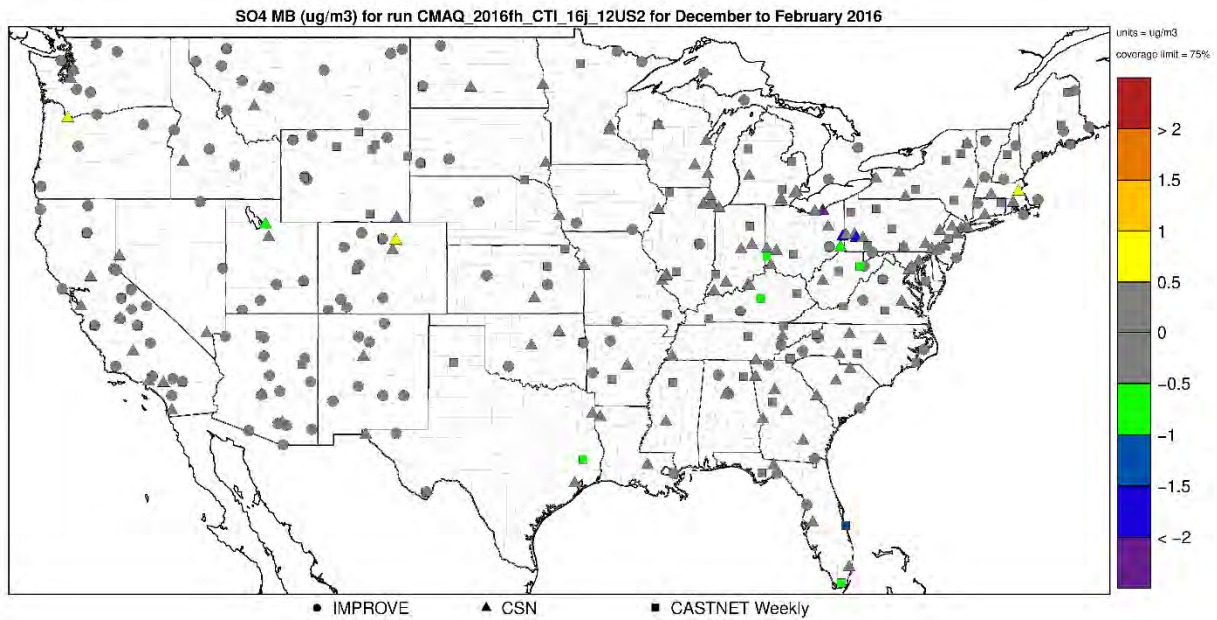 SO4 MB (ug/m3) for run CMAQ_2016fh_CTI_16j_12US2 for December to February 2016
units = ug/m3
coverage limit = 75%
> 2
1.5
1
0.5
0
−0.5
−1
−1.5
< −2
IMPROVE
CSN
CASTNET Weekly